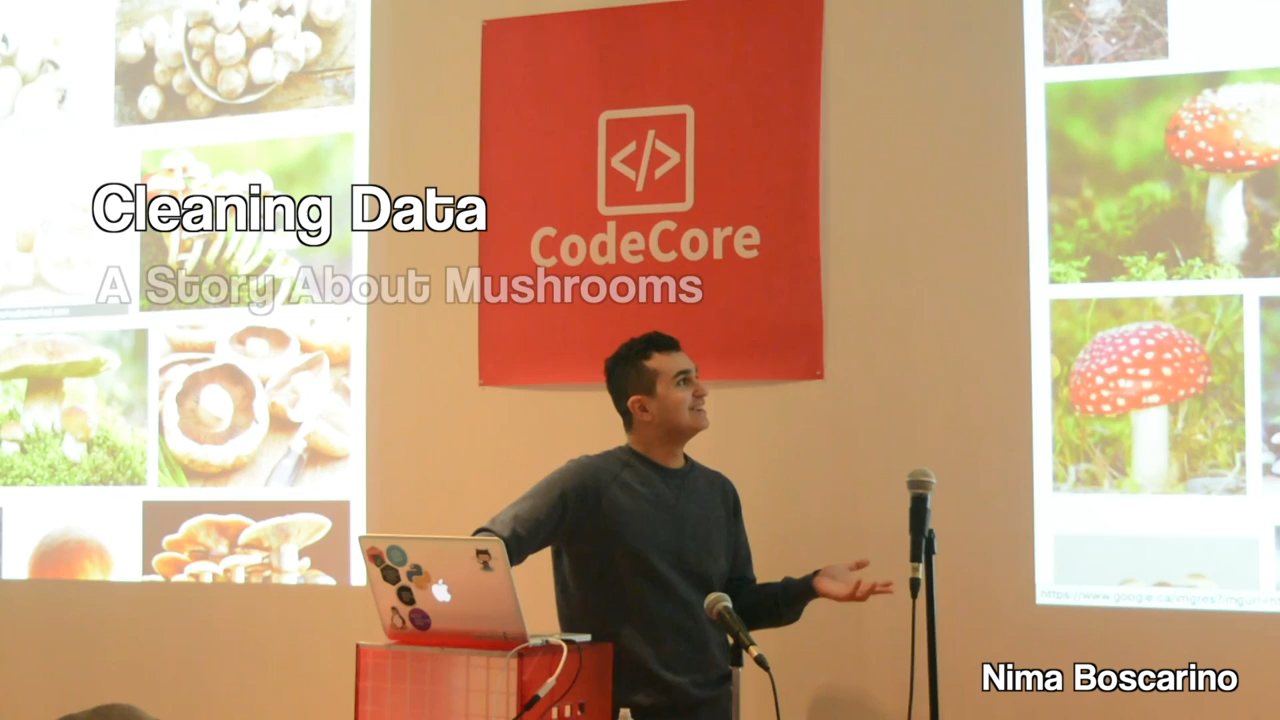 Cleaning Data
A Story About Mushrooms
</>
CodeCore
Nima Boscarino